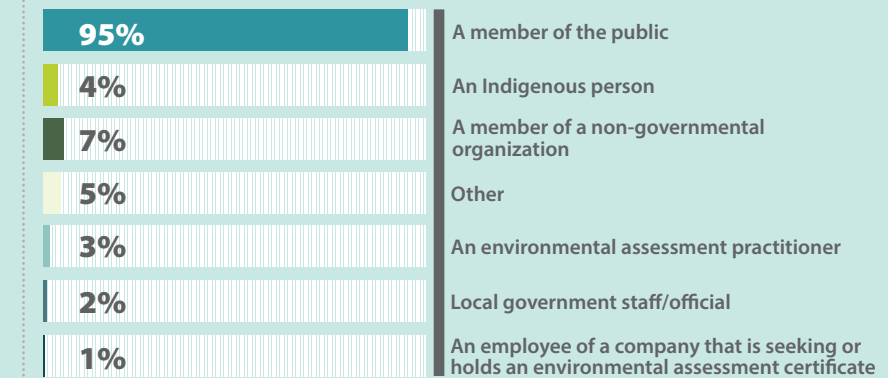 95% A member of the public
4% An Indigenous person
7% A member of a non-governmental
organization
5% Other
3% An environmental assessment practitioner
2% Local government staff/official
1% An employee of a company that is seeking or
holds an environmental assessment certificate